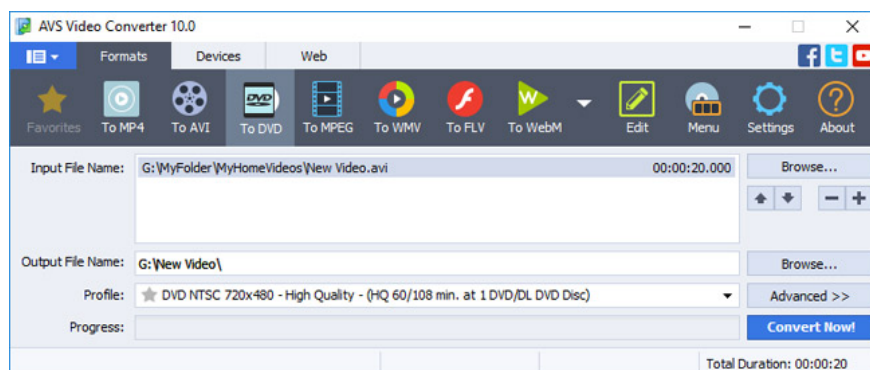 AVS Video Converter 10.0
Formats Devices Web
Favorites To MP4 To AVI To DVD To MPEG To WMV To FLV To WebM Edit Menu Settings About
Input File Name: G:\MyFolder\MyHomeVideos\New Video.avi 00:00:20.000 Browse...
Output File Name: G:\New Video\ Browse...
Profile: DVD NTSC 720x480 - High Quality - (HQ 60/108 min. at 1 DVD/DL DVD Disc) Advanced >>
Progress: Convert Now!
Total Duration: 00:00:20